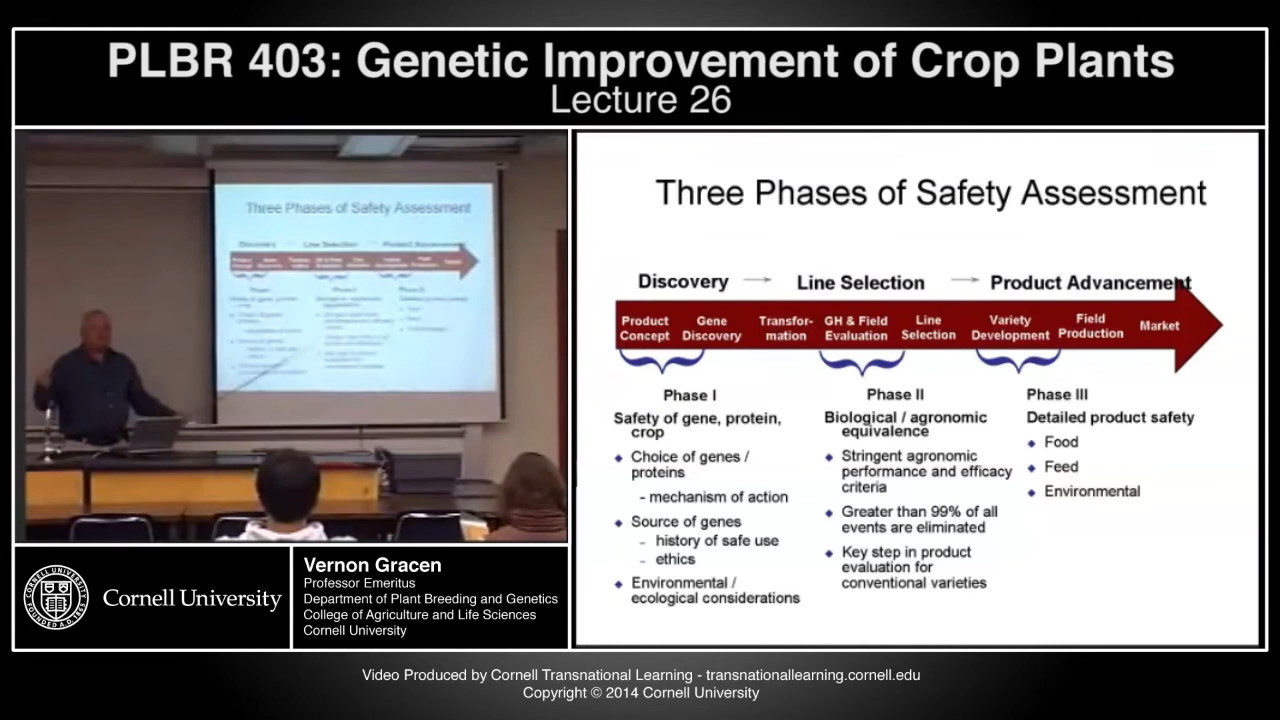 PLBR 403: Genetic Improvement of Crop Plants
Lecture 26
Three Phases of Safety Assessment
Three Phases of Safety Assessment
Discovery → Line Selection → Product Advancement
Product Concept
Gene Discovery
Transfor-
mation
GH & Field
Evaluation
Line
Selection
Variety
Development
Field
Production
Market
Phase I
Safety of gene, protein,
crop
Choice of genes /
proteins
- mechanism of action
Source of genes
- history of safe use
- ethics
Environmental /
ecological considerations
Phase II
Biological / agronomic
equivalence
Stringent agronomic
performance and efficacy
criteria
Greater than 99% of all
events are eliminated
Key step in product
evaluation for
conventional varieties
Phase III
Detailed product safety
Food
Feed
Environmental
Cornell University
Vernon Gracen
Professor Emeritus
Department of Plant Breeding and Genetics
College of Agriculture and Life Sciences
Cornell University
Video Produced by Cornell Transnational Learning - transnationallearning.cornell.edu
Copyright © 2014 Cornell University